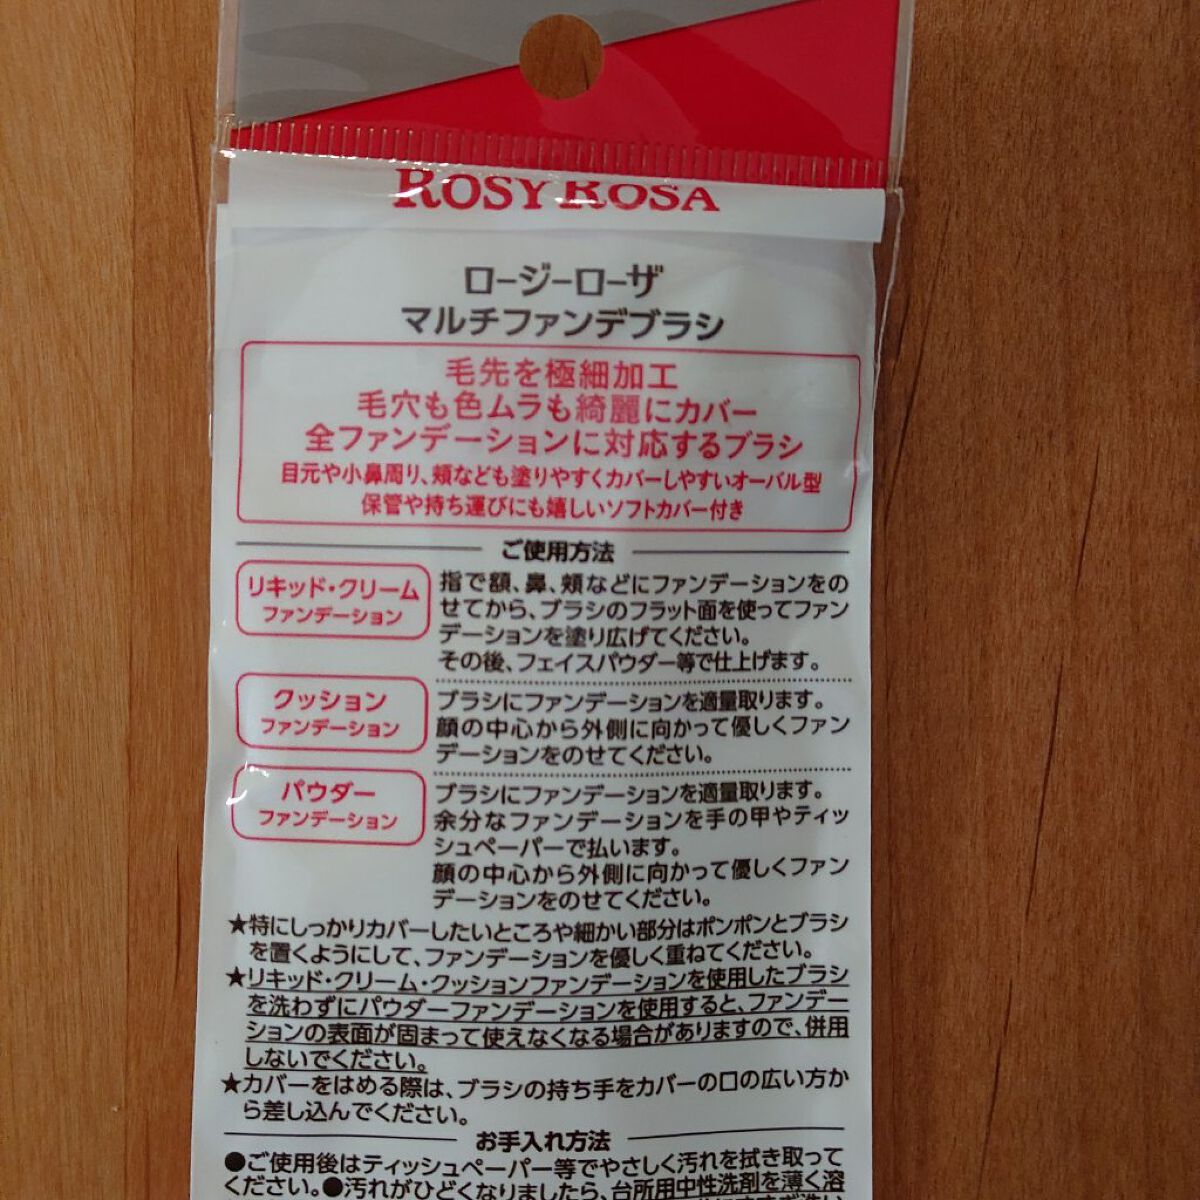 ROSY ROSA
ロージーローザ
マルチファンデブラシ
毛先を極細加工
毛穴も色ムラも綺麗にカバー
全ファンデーションに対応するブラシ
目元や小鼻周り、頬なども塗りやすくカバーしやすいオーバル型
保管や持ち運びにも嬉しいソフトカバー付き
ご使用方法
リキッド・クリーム
ファンデーション
指で額、鼻、頬などにファンデーションをの
せてから、ブラシのフラット面を使ってファン
デーションを塗り広げてください。
その後、フェイスパウダー等で仕上げます。
クッション
ファンデーション
ブラシにファンデーションを適量取ります。
顔の中心から外側に向かって優しくファン
デーションをのせてください。
パウダー
ファンデーション
ブラシにファンデーションを適量取ります。
余分なファンデーションを手の甲やティッ
シュペーパーで払います。
顔の中心から外側に向かって優しくファン
デーションをのせてください。
★特にしっかりカバーしたいところや細かい部分はポンポンとブラシ
を置くようにして、ファンデーションを優しく重ねてください。
★リキッド・クリーム・クッションファンデーションを使用したブラシ
を洗わずにパウダーファンデーションを使用すると、ファンデー
ションの表面が固まって使えなくなる場合がありますので、併用
しないでください。
★カバーをはめる際は、ブラシの持ち手をカバーの口の広い方か
ら差し込んでください。
お手入れ方法
●ご使用後はティッシュペーパー等でやさしく汚れを拭き取って
ください。●汚れがひどくなりましたら、台所用中性洗剤を薄く溶